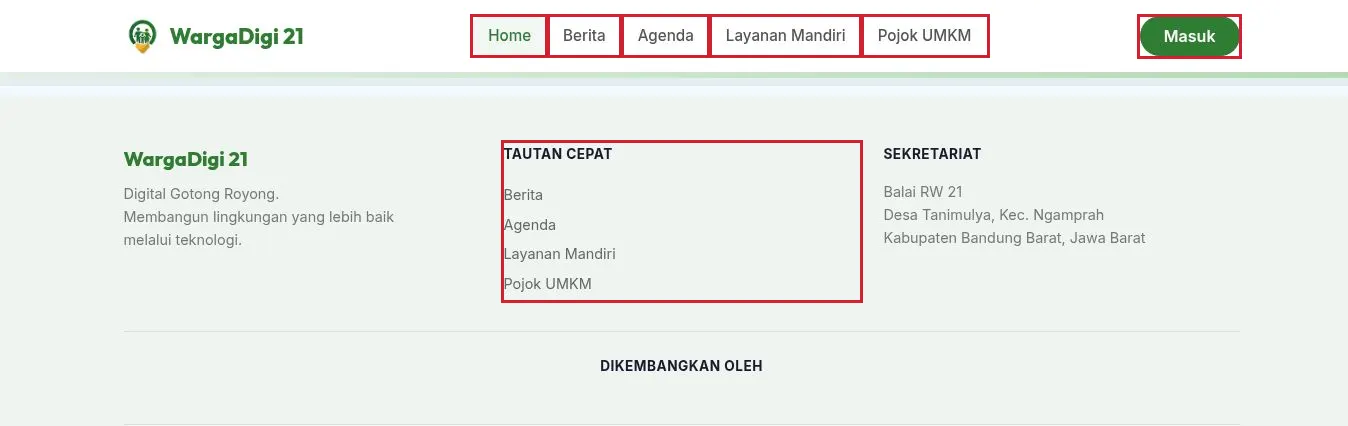 WargaDigi 21
Home Berita Agenda Layanan Mandiri Pojok UMKM
Masuk
WargaDigi 21
Digital Gotong Royong.
Membangun lingkungan yang lebih baik
melalui teknologi.
TAUTAN CEPAT
Berita
Agenda
Layanan Mandiri
Pojok UMKM
SEKRETARIAT
Balai RW 21
Desa Tanimulya, Kec. Ngamprah
Kabupaten Bandung Barat, Jawa Barat
DIKEMBANGKAN OLEH